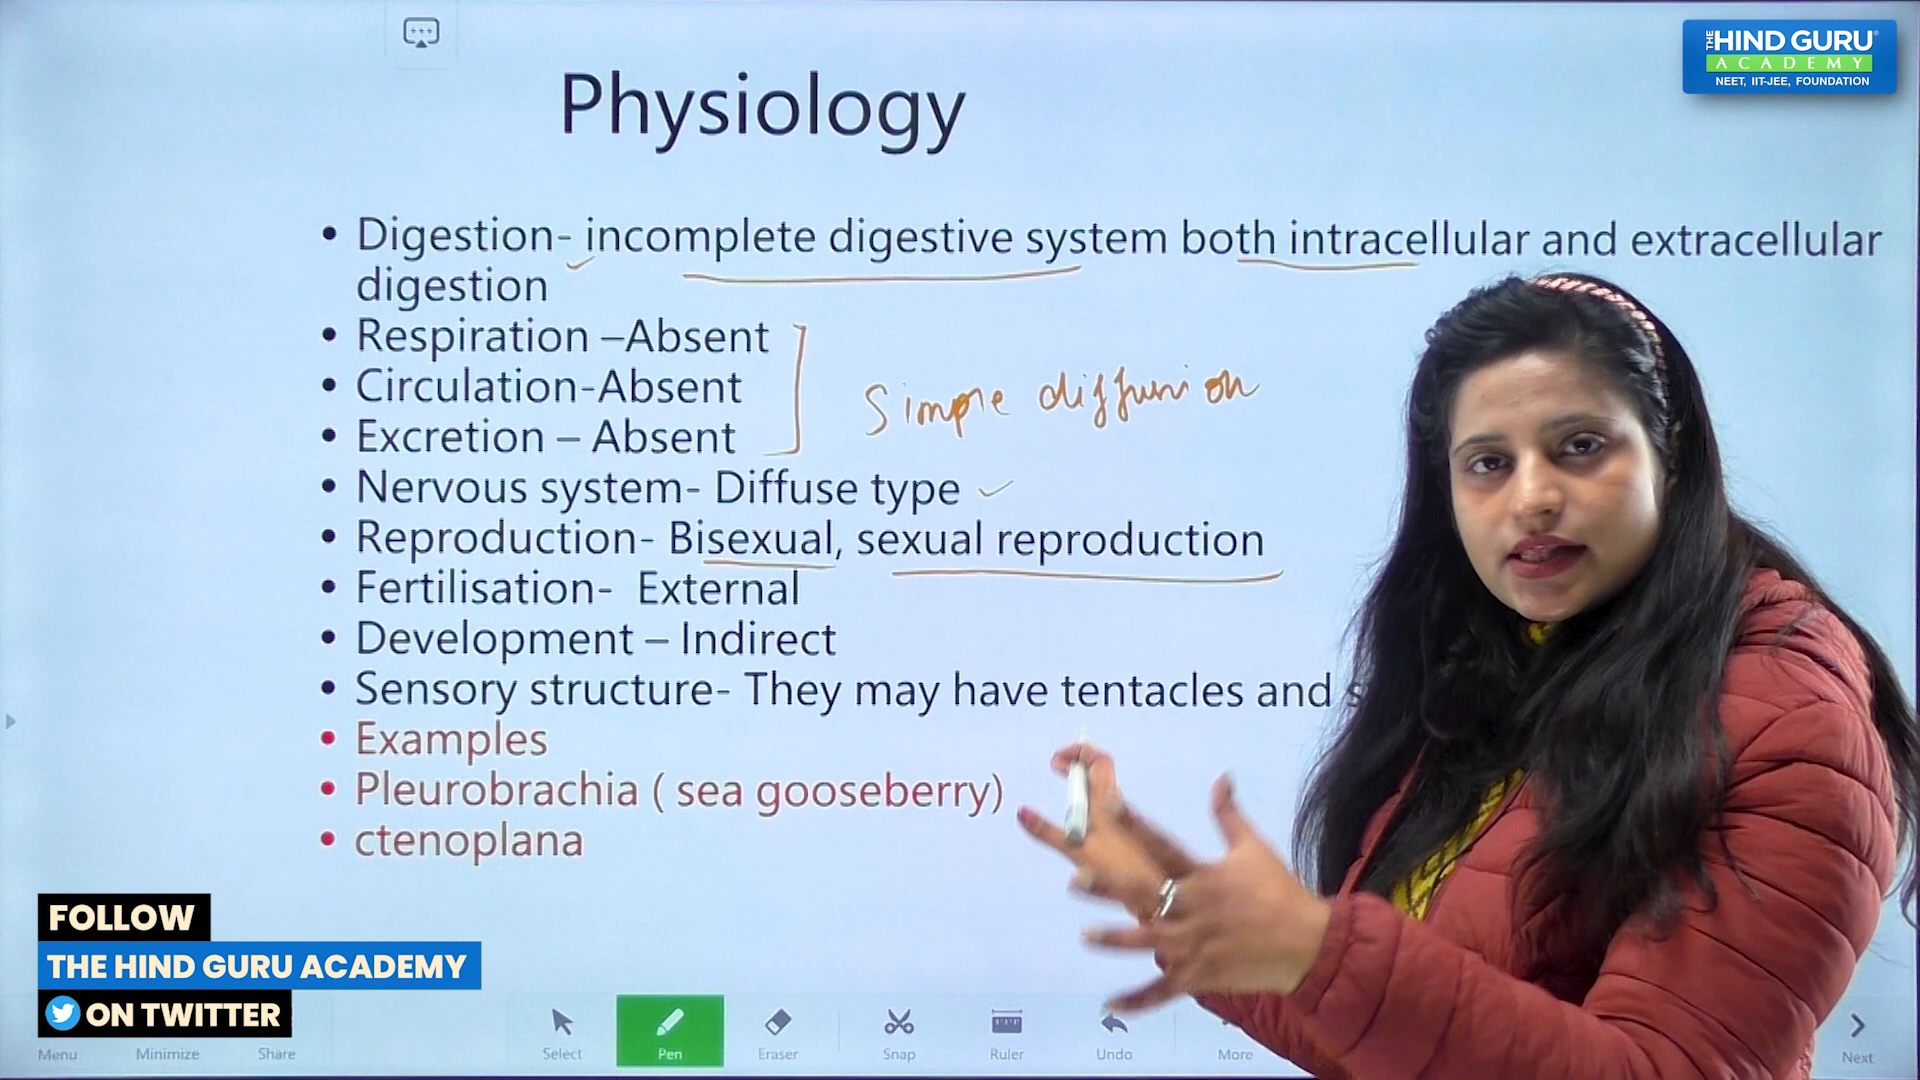 THE HIND GURU®
ACADEMY
NEET, IIT-JEE, FOUNDATION
Physiology
• Digestion- incomplete digestive system both intracellular and extracellular
digestion
• Respiration –Absent
• Circulation-Absent
• Excretion – Absent
Simple diffusion
• Nervous system- Diffuse type
• Reproduction- Bisexual, sexual reproduction
• Fertilisation- External
• Development – Indirect
• Sensory structure- They may have tentacles and
• Examples
• Pleurobrachia ( sea gooseberry)
• ctenoplana
FOLLOW
THE HIND GURU ACADEMY
ON TWITTER
Menu Minimize Share Select Pen Eraser Snap Ruler Undo More Next